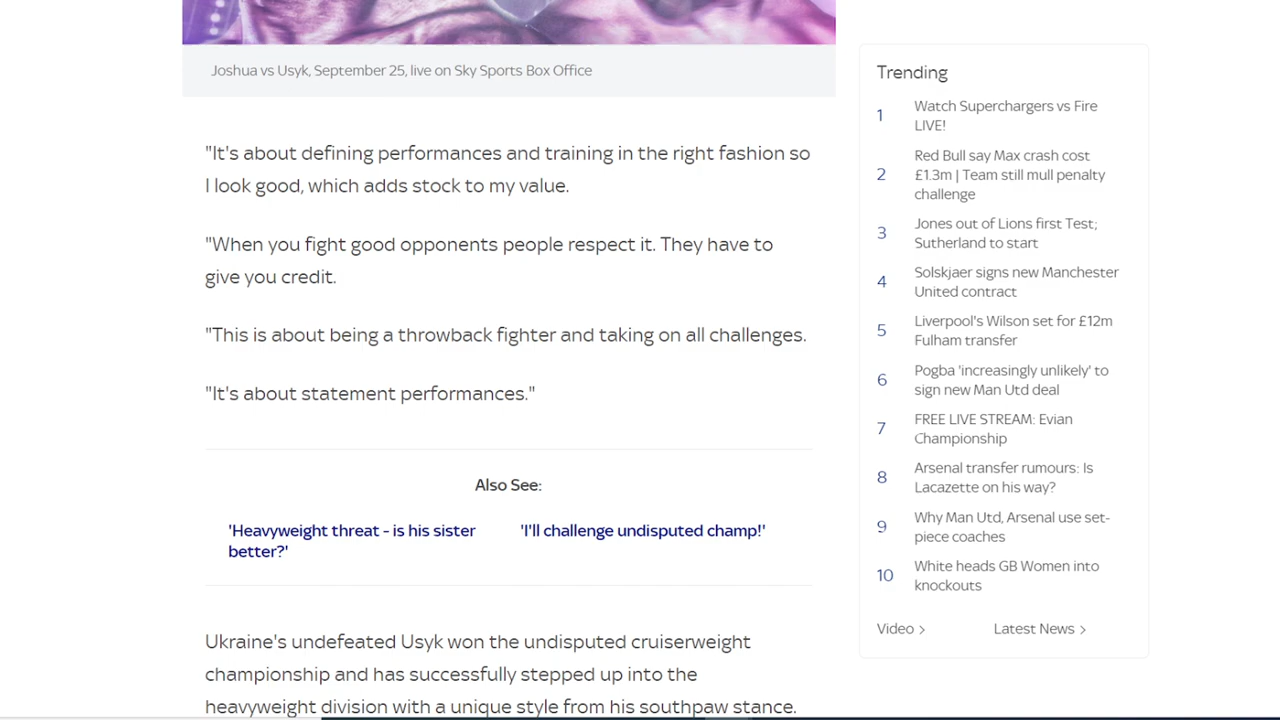 Joshua vs Usyk, September 25, live on Sky Sports Box Office
"It's about defining performances and training in the right fashion so
I look good, which adds stock to my value.
"When you fight good opponents people respect it. They have to
give you credit.
"This is about being a throwback fighter and taking on all challenges.
"It's about statement performances."
Also See:
'Heavyweight threat - is his sister
better?'
'I'll challenge undisputed champ!'
Ukraine's undefeated Usyk won the undisputed cruiserweight
championship and has successfully stepped up into the
heavyweight division with a unique style from his southpaw stance.
Trending
1
Watch Superchargers vs Fire
LIVE!
2
Red Bull say Max crash cost
£1.3m | Team still mull penalty
challenge
3
Jones out of Lions first Test;
Sutherland to start
4
Solskjaer signs new Manchester
United contract
5
Liverpool's Wilson set for £12m
Fulham transfer
6
Pogba 'increasingly unlikely' to
sign new Man Utd deal
7
FREE LIVE STREAM: Evian
Championship
8
Arsenal transfer rumours: Is
Lacazette on his way?
9
Why Man Utd, Arsenal use set-
piece coaches
10
White heads GB Women into
knockouts
Video >
Latest News >